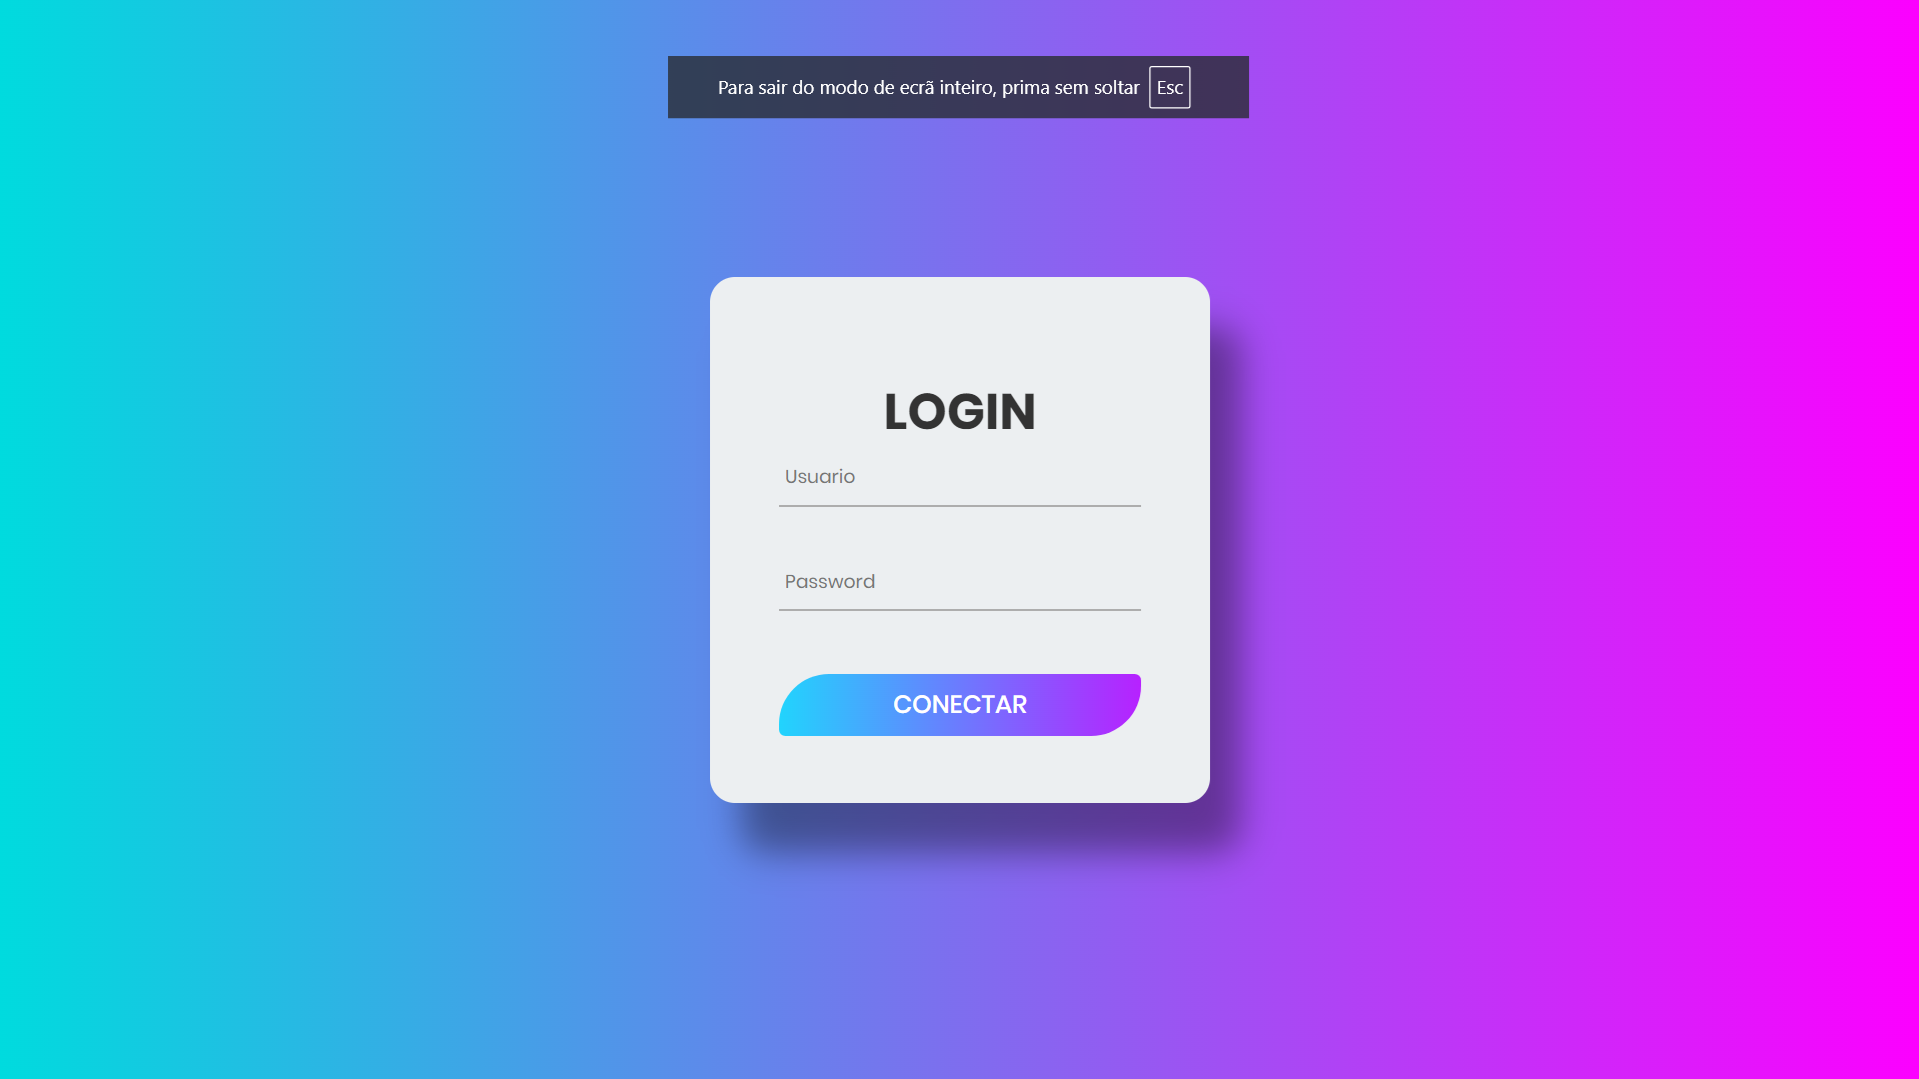 Para sair do modo de ecrã inteiro, prima sem soltar Esc
LOGIN
Usuario
Password
CONECTAR